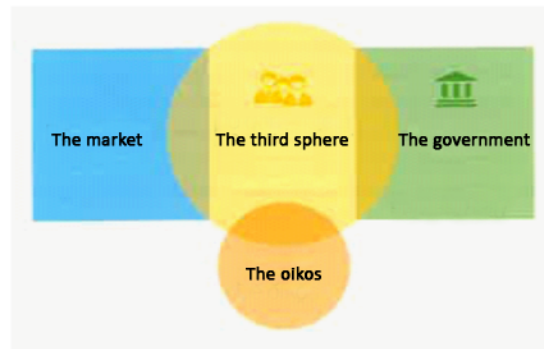 The market
The third sphere
The government
The oikos